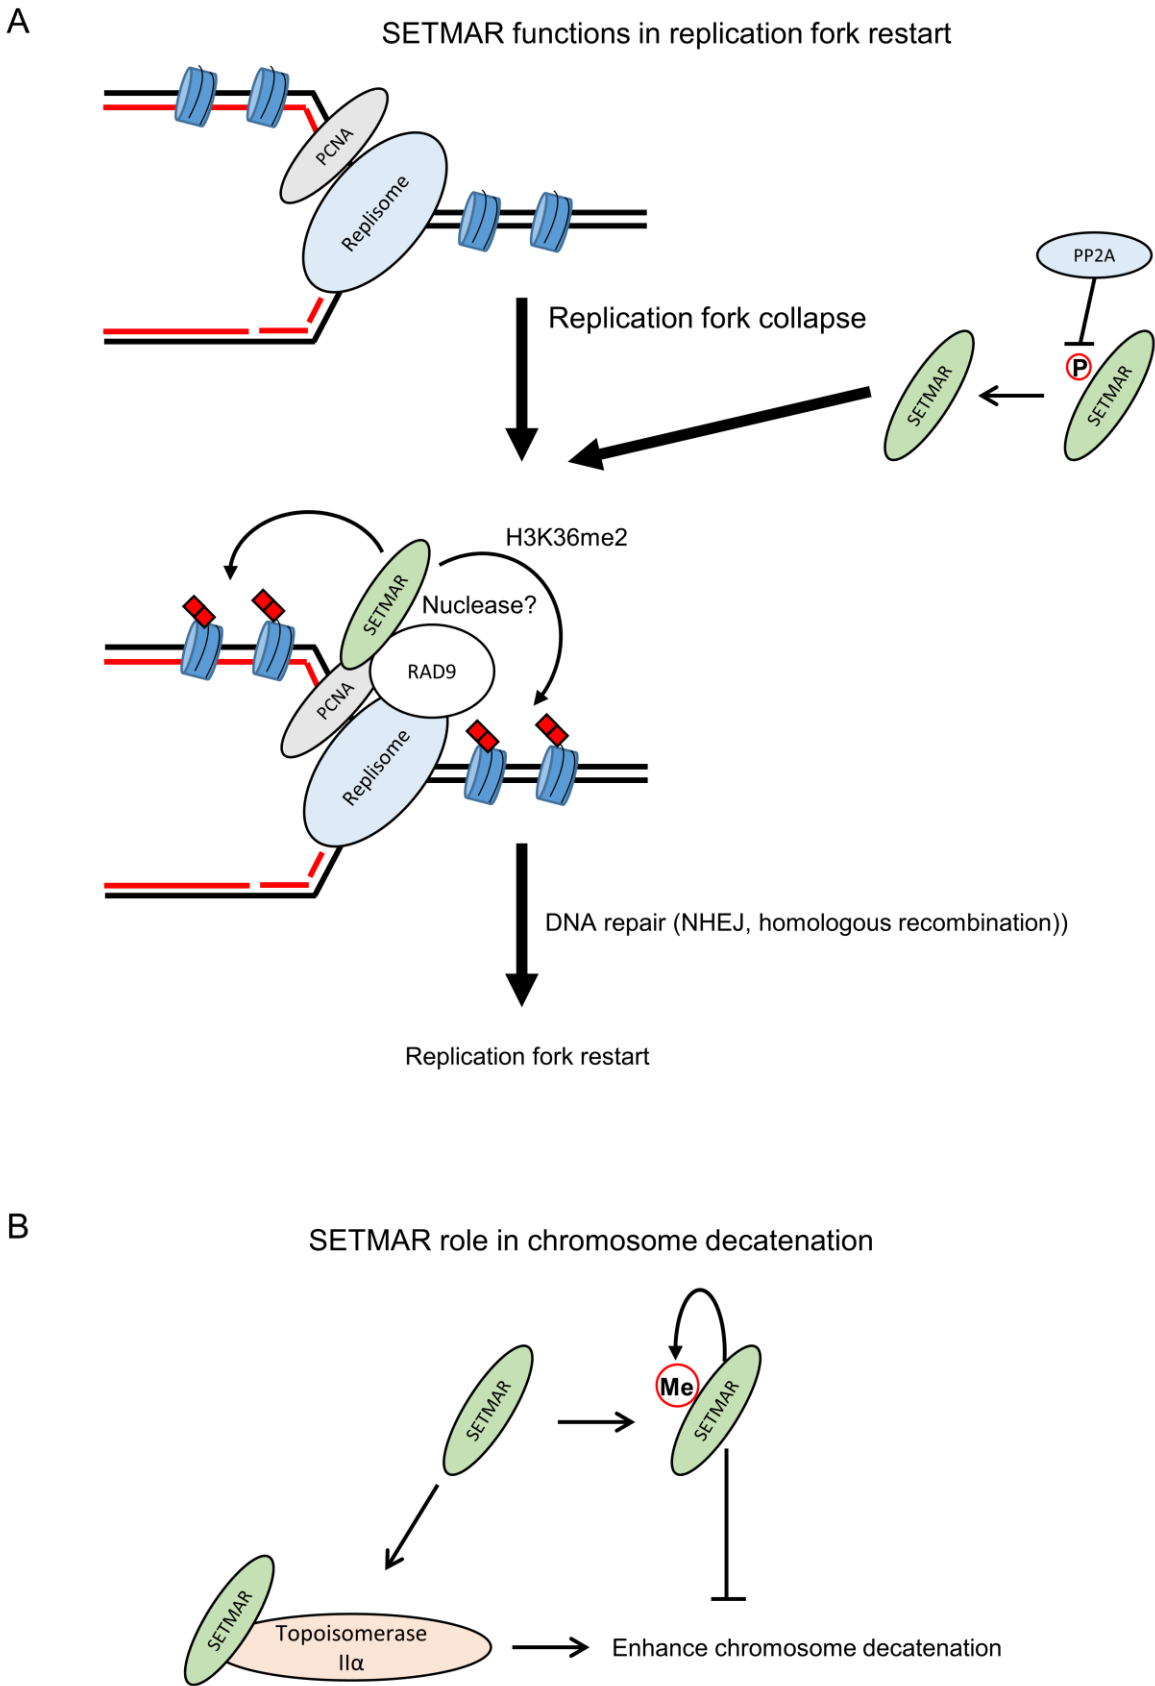 A
SETMAR functions in replication fork restart
PCNA
Replisome
PP2A
Replication fork collapse
P
SETMAR
SETMAR
H3K36me2
SETMAR
Nuclease?
RAD9
PCNA
Replisome
DNA repair (NHEJ, homologous recombination))
Replication fork restart
B
SETMAR role in chromosome decatenation
Me
SETMAR
SETMAR
SETMAR
Topoisomerase
IIα
Enhance chromosome decatenation